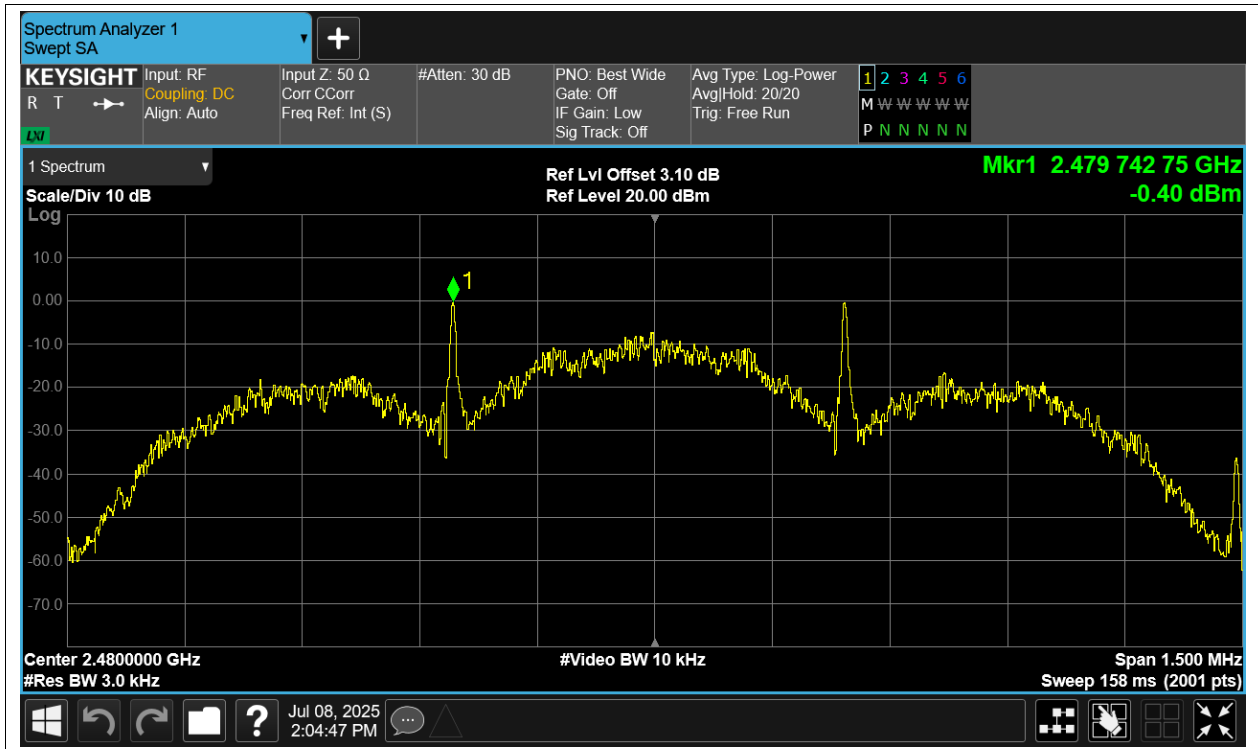 Spectrum Analyzer 1
Swept SA
+
KEYSIGHT
R T
LXI
Input: RF
Coupling: DC
Align: Auto
Input Z: 50 Ω
Corr CCorr
Freq Ref: Int (S)
#Atten: 30 dB
PNO: Best Wide
Gate: Off
IF Gain: Low
Sig Track: Off
Avg Type: Log-Power
Avg|Hold: 20/20
Trig: Free Run
1 2 3 4 5 6
M W W W W W
P N N N N N
1 Spectrum
Scale/Div 10 dB
Ref Lvl Offset 3.10 dB
Ref Level 20.00 dBm
Mkr1 2.479 742 75 GHz
-0.40 dBm
Log
1
10.0
0.00
-10.0
-20.0
-30.0
-40.0
-50.0
-60.0
-70.0
Center 2.4800000 GHz
#Video BW 10 kHz
Span 1.500 MHz
#Res BW 3.0 kHz
Sweep 158 ms (2001 pts)
?
Jul 08, 2025
2:04:47 PM